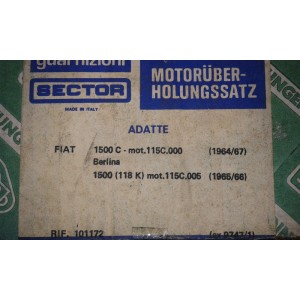 guarnizioni
MOTORÜBER-
HOLUNGSSATZ
SECTOR
MADE IN ITALY
ADATTE
FIAT 1500 C - mot.115C.000 (1964/67)
Berlina
1500 (118 K) mot.115C.005 (1965/66)
RIF. 101172